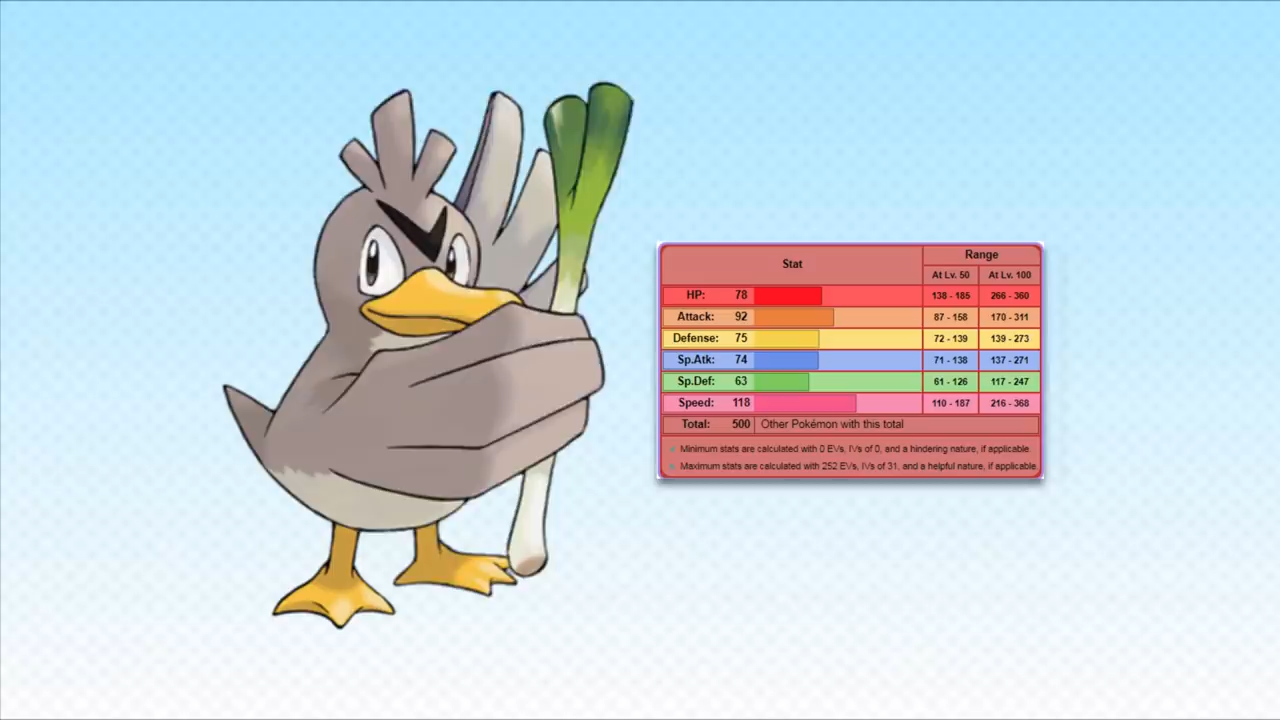 Stat Range
At Lv. 50 At Lv. 100
HP: 78 138 - 185 266 - 360
Attack: 92 87 - 158 170 - 311
Defense: 75 72 - 139 139 - 273
Sp.Atk: 74 71 - 138 137 - 271
Sp.Def: 63 61 - 126 117 - 247
Speed: 118 110 - 187 216 - 368
Total: 500 Other Pokémon with this total
Minimum stats are calculated with 0 EVs, IVs of 0, and a hindering nature, if applicable.
Maximum stats are calculated with 252 EVs, IVs of 31, and a helpful nature, if applicable.